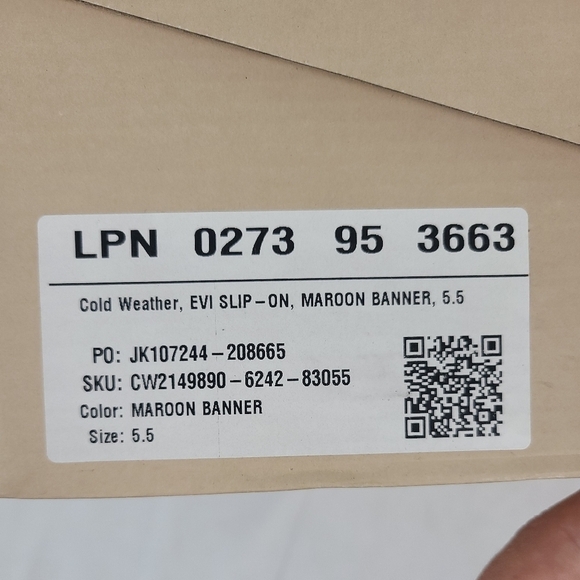 LPN 0273 95 3663
Cold Weather, EVI SLIP-ON, MAROON BANNER, 5.5
PO: JK107244-208665
SKU: CW2149890-6242-83055
Color: MAROON BANNER
Size: 5.5